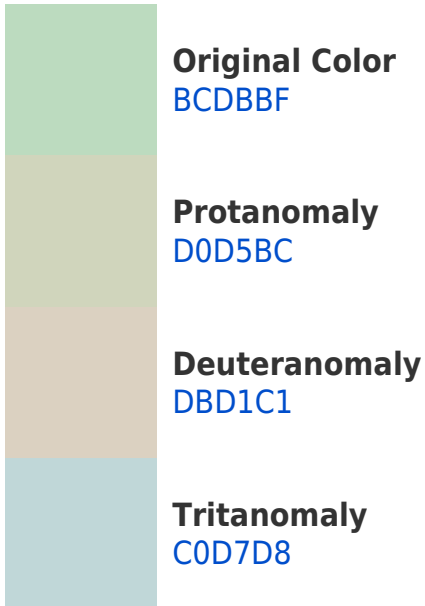 Original Color
BCDBBF
Protanomaly
D0D5BC
Deuteranomaly
DBD1C1
Tritanomaly
C0D7D8